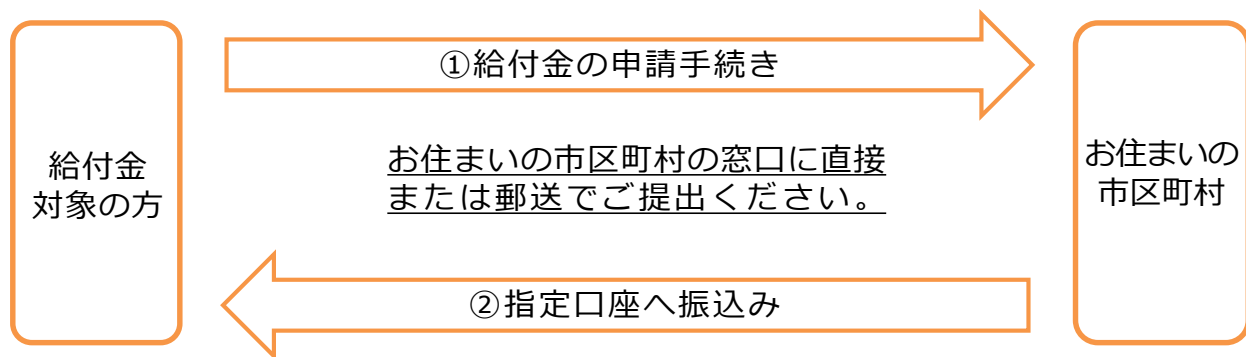 ①給付金の申請手続き
給付金
対象の方
お住まいの市区町村の窓口に直接
または郵送でご提出ください。
お住まいの
市区町村
②指定口座へ振込み